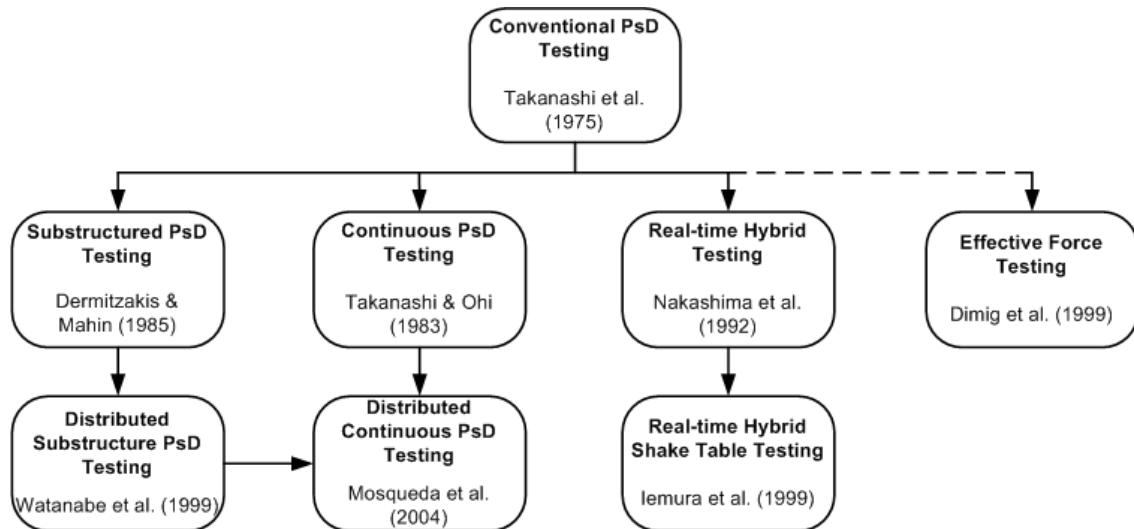 Conventional PsD
Testing
Takanashi et al.
(1975)
Substructured PsD
Testing
Dermitzakis &
Mahin (1985)
Continuous PsD
Testing
Takanashi & Ohi
(1983)
Real-time Hybrid
Testing
Nakashima et al.
(1992)
Effective Force
Testing
Dimig et al. (1999)
Distributed
Substructure PsD
Testing
Watanabe et al. (1999)
Distributed
Continuous PsD
Testing
Mosqueda et al.
(2004)
Real-time Hybrid
Shake Table Testing
Iemura et al. (1999)